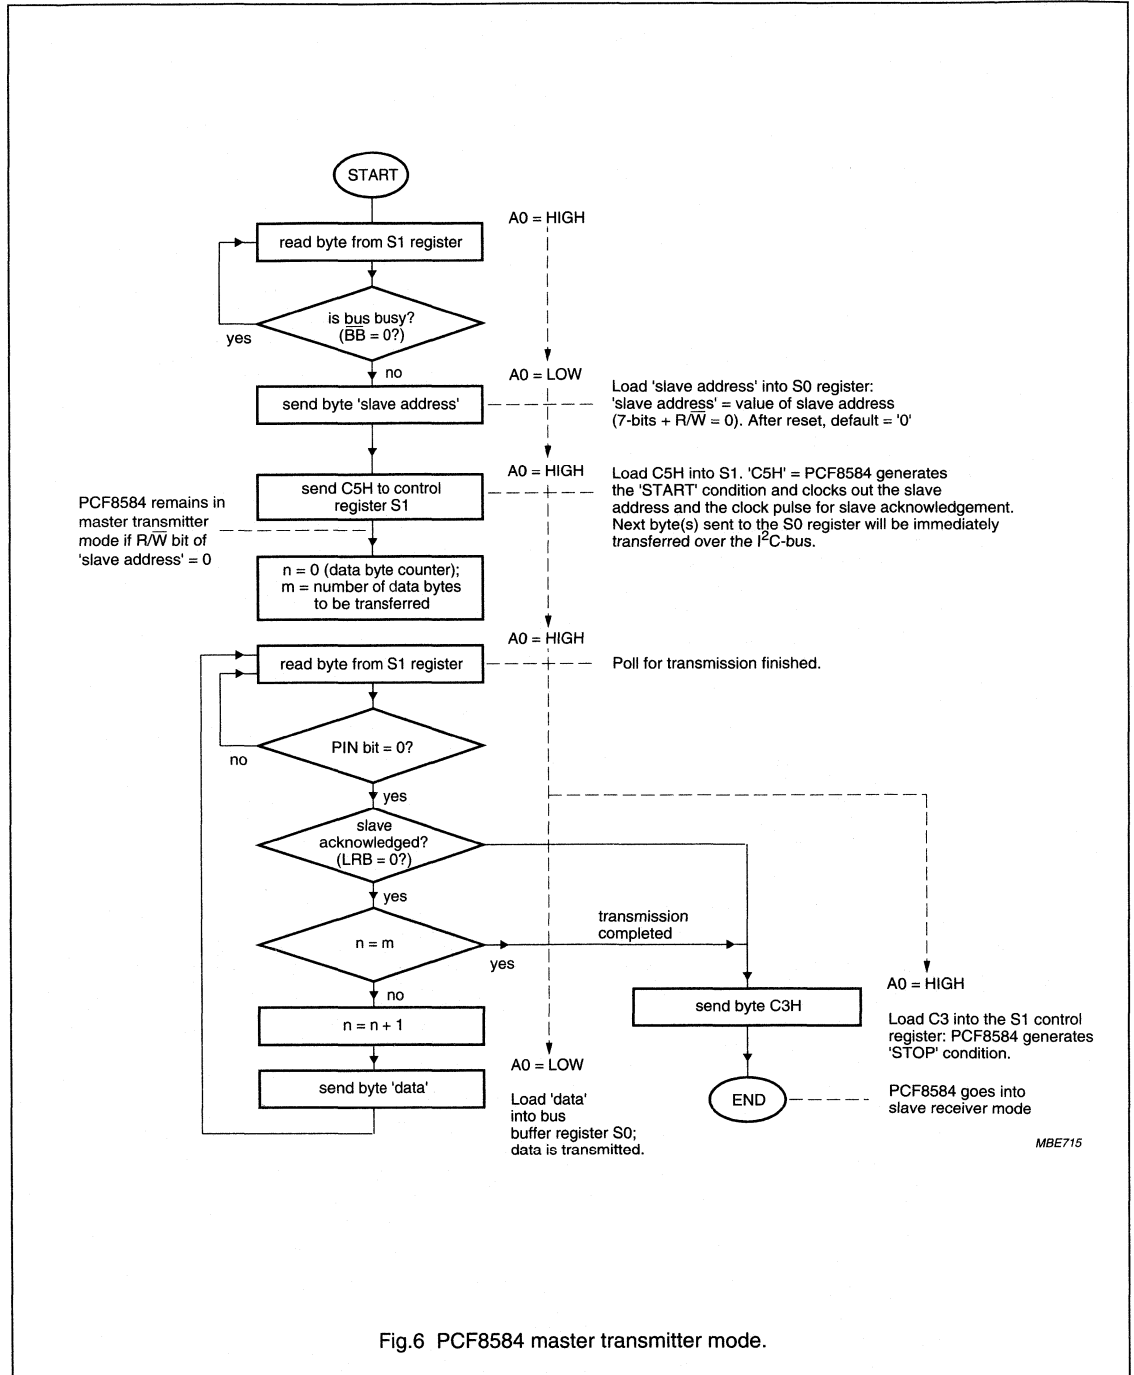 START
A0 = HIGH
read byte from S1 register
is bus busy?
(B̅B̅ = 0?)
yes
no
A0 = LOW
send byte 'slave address'
Load 'slave address' into S0 register:
'slave address' = value of slave address
(7-bits + R/W̅ = 0). After reset, default = '0'
A0 = HIGH
send C5H to control
register S1
Load C5H into S1. 'C5H' = PCF8584 generates
the 'START' condition and clocks out the slave
address and the clock pulse for slave acknowledgement.
Next byte(s) sent to the S0 register will be immediately
transferred over the I²C-bus.
PCF8584 remains in
master transmitter
mode if R/W̅ bit of
'slave address' = 0
n = 0 (data byte counter);
m = number of data bytes
to be transferred
A0 = HIGH
read byte from S1 register
Poll for transmission finished.
PIN bit = 0?
no
yes
slave
acknowledged?
(LRB = 0?)
yes
n = m
transmission
completed
yes
no
n = n + 1
send byte 'data'
A0 = LOW
Load 'data'
into bus
buffer register S0;
data is transmitted.
send byte C3H
A0 = HIGH
Load C3 into the S1 control
register: PCF8584 generates
'STOP' condition.
END
PCF8584 goes into
slave receiver mode
MBE715
Fig.6 PCF8584 master transmitter mode.